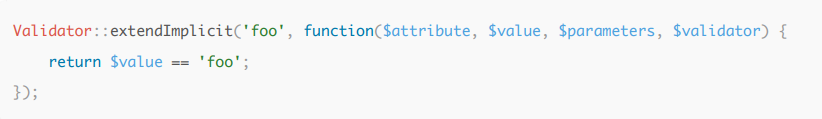 Validator::extendImplicit('foo', function($attribute, $value, $parameters, $validator) {
    return $value == 'foo';
});